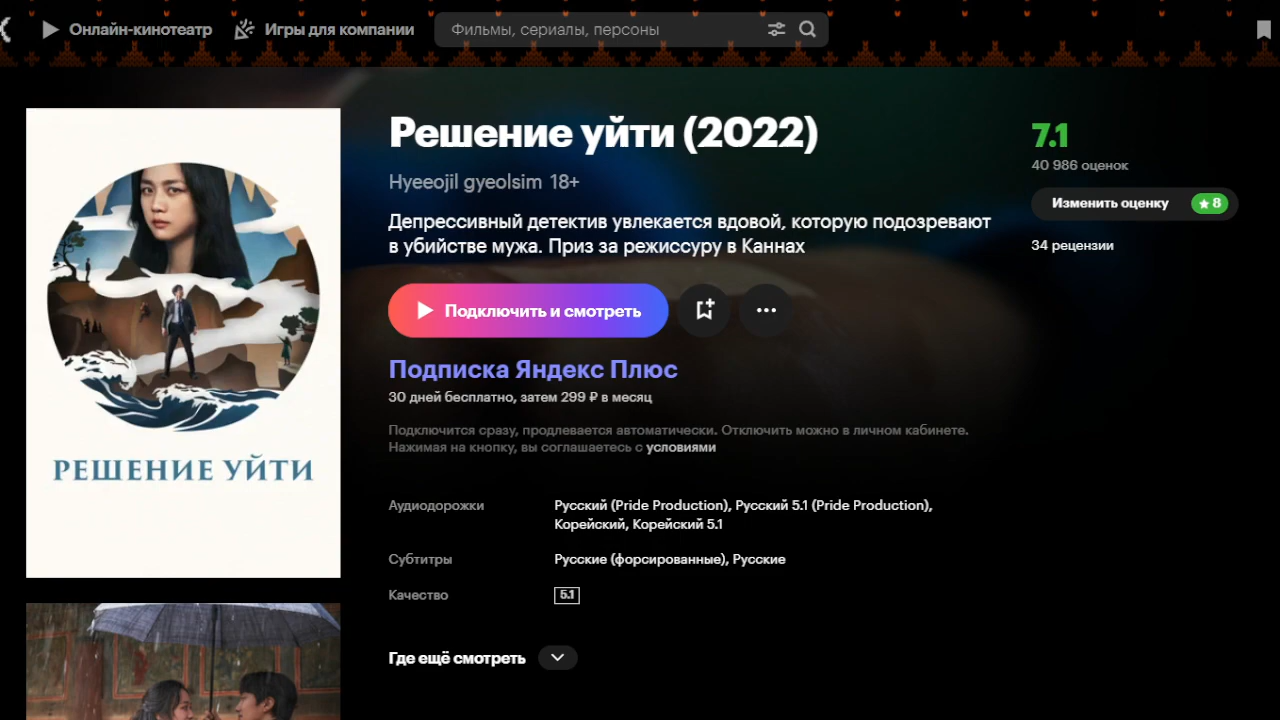 Онлайн-кинотеатр
Игры для компании
Фильмы, сериалы, персоны
Решение уйти (2022)
Hyeeojil gyeolsim 18+
Депрессивный детектив увлекается вдовой, которую подозревают
в убийстве мужа. Приз за режиссуру в Каннах
Подключить и смотреть
Подписка Яндекс Плюс
30 дней бесплатно, затем 299 ₽ в месяц
Подключится сразу, продлевается автоматически. Отключить можно в личном кабинете.
Нажимая на кнопку, вы соглашаетесь с условиями
Аудиодорожки
Русский (Pride Production), Русский 5.1 (Pride Production),
Корейский, Корейский 5.1
Субтитры
Русские (форсированные), Русские
Качество
5.1
Где ещё смотреть
7.1
40 986 оценок
Изменить оценку
8
34 рецензии
РЕШЕНИЕ УЙТИ